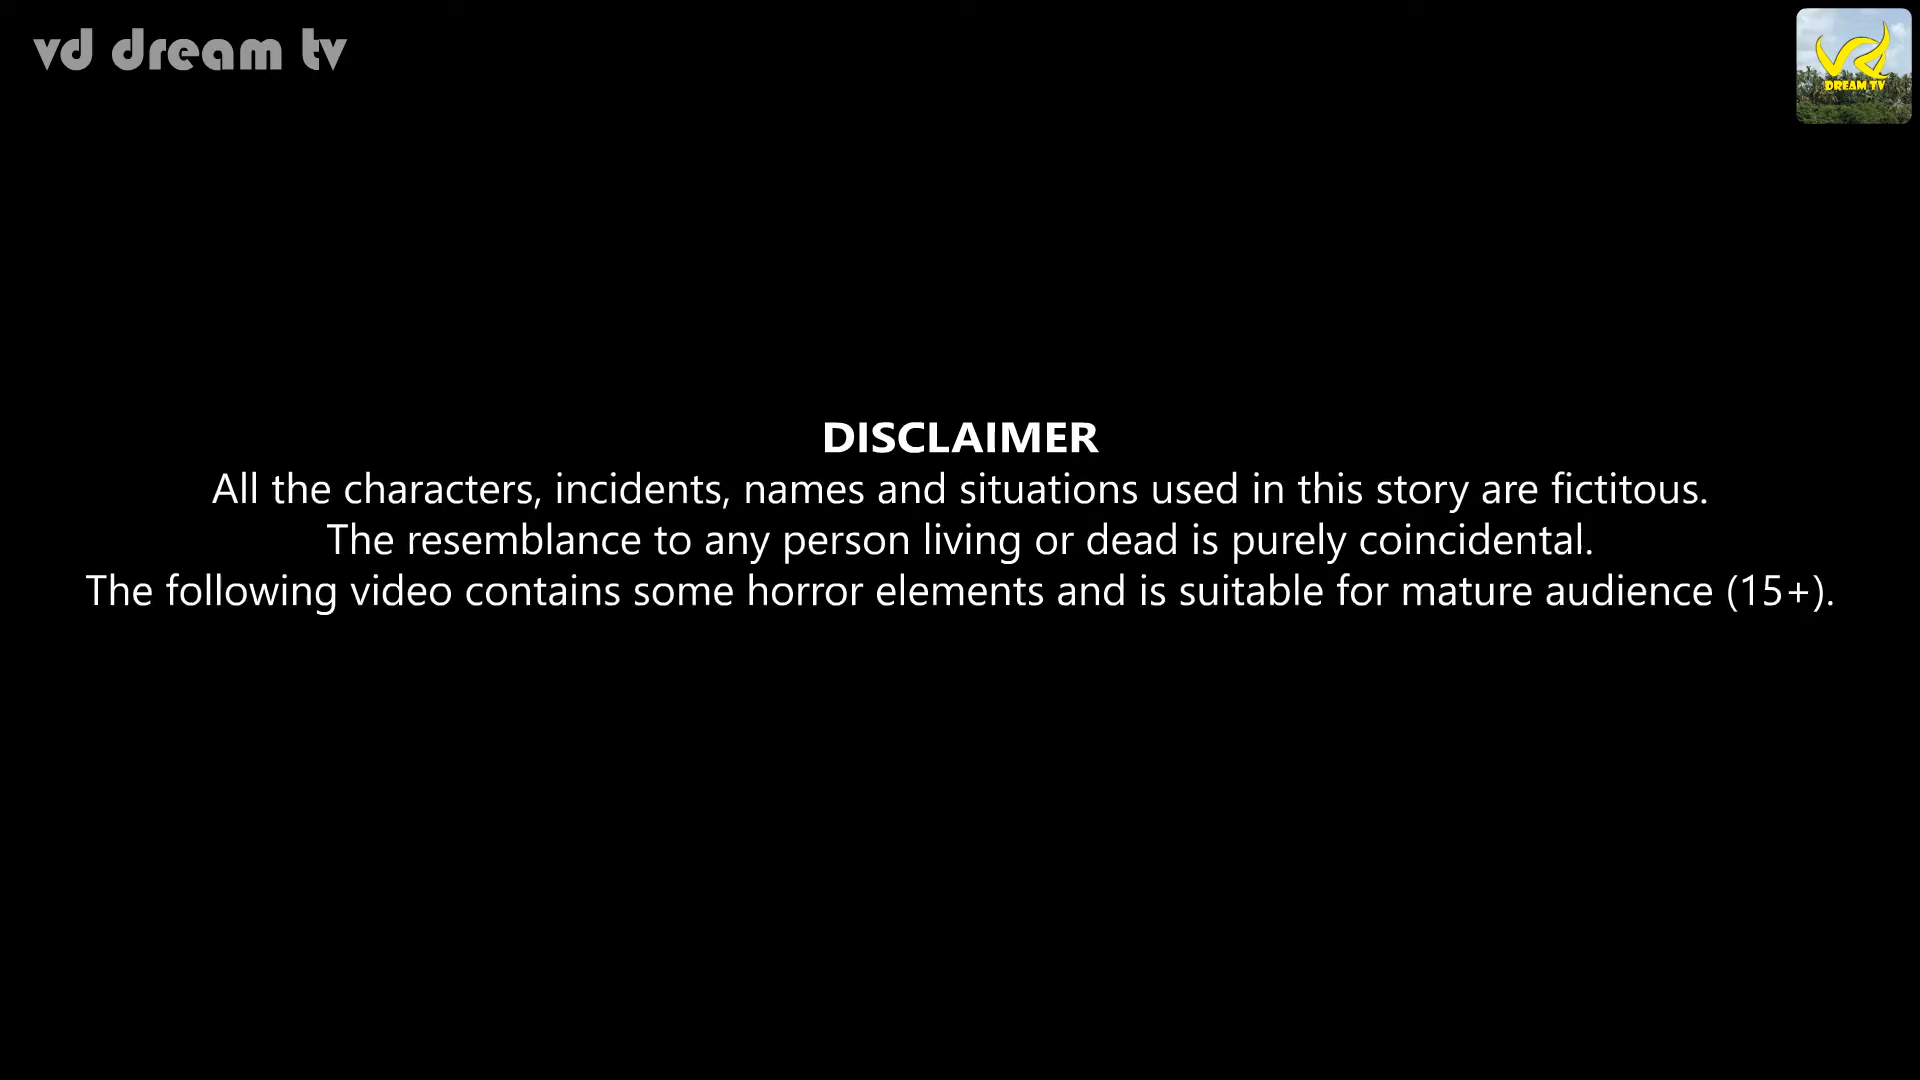 vd dream tv
VD
DREAM TV
DISCLAIMER
All the characters, incidents, names and situations used in this story are fictitous.
The resemblance to any person living or dead is purely coincidental.
The following video contains some horror elements and is suitable for mature audience (15+).